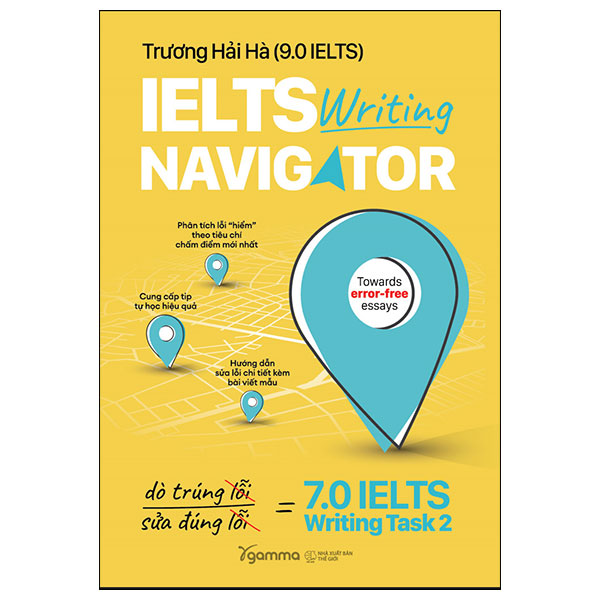 Trương Hải Hà (9.0 IELTS)
IELTS Writing
NAVIGATOR
Phân tích lỗi “hiểm”
theo tiêu chí
chấm điểm mới nhất
Towards
error-free
essays
Cung cấp tip
tự học hiệu quả
Hướng dẫn
sửa lỗi chi tiết kèm
bài viết mẫu
dò trúng lỗi
sửa đúng lỗi
=
7.0 IELTS
Writing Task 2
gamma
NHÀ XUẤT BẢN
THẾ GIỚI